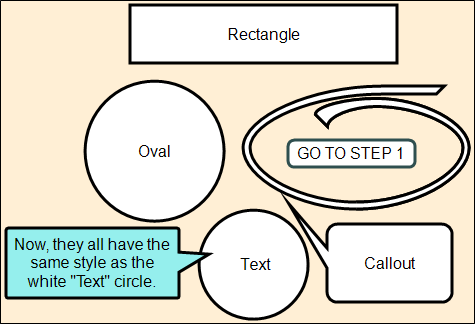 Rectangle
Oval
GO TO STEP 1
Now, they all have the
same style as the
white "Text" circle.
Text
Callout